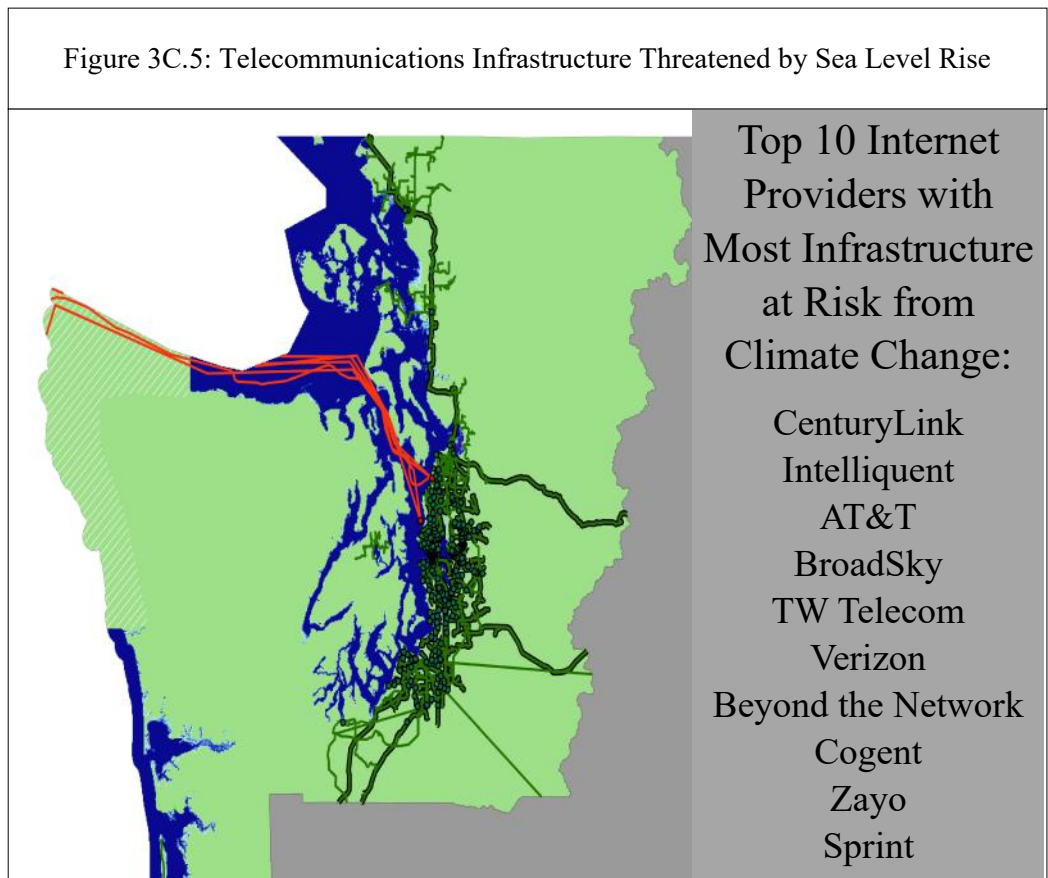 Figure 3C.5: Telecommunications Infrastructure Threatened by Sea Level Rise
Top 10 Internet
Providers with
Most Infrastructure
at Risk from
Climate Change:
CenturyLink
Intelliquent
AT&T
BroadSky
TW Telecom
Verizon
Beyond the Network
Cogent
Zayo
Sprint